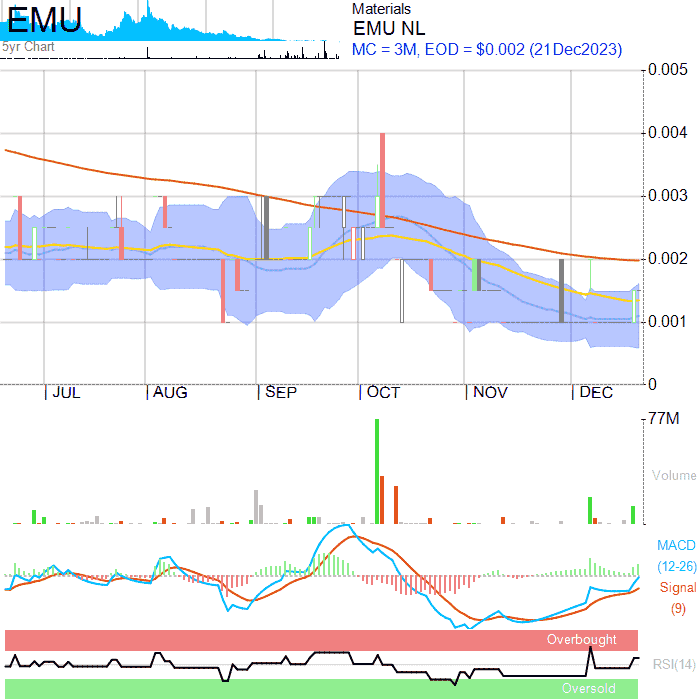 EMU
5yr Chart
Materials
EMU NL
MC = 3M, EOD = $0.002 (21Dec2023)
0.005
0.004
0.003
0.002
0.001
0
JUL
AUG
SEP
OCT
NOV
DEC
77M
Volume
MACD
(12-26)
Signal
(9)
Overbought
RSI(14)
Oversold